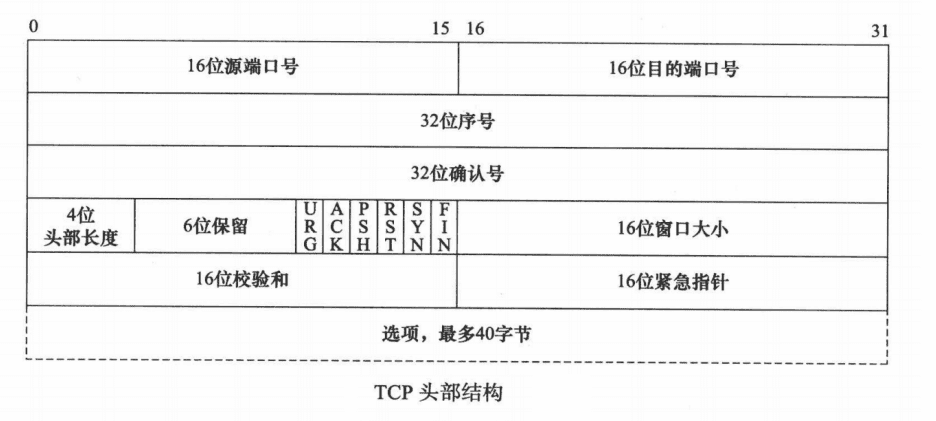 0 15 16 31
16位源端口号 16位目的端口号
32位序号
32位确认号
4位
头部长度
6位保留
URG
ACK
PSH
RST
SYN
FIN
16位窗口大小
16位校验和 16位紧急指针
选项，最多40字节
TCP 头部结构